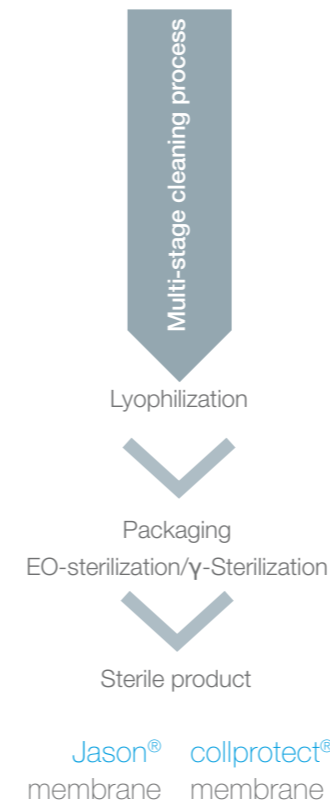 Multi-stage cleaning process
Lyophilization
Packaging
EO-sterilization/γ-Sterilization
Sterile product
Jason® collprotect®
membrane membrane